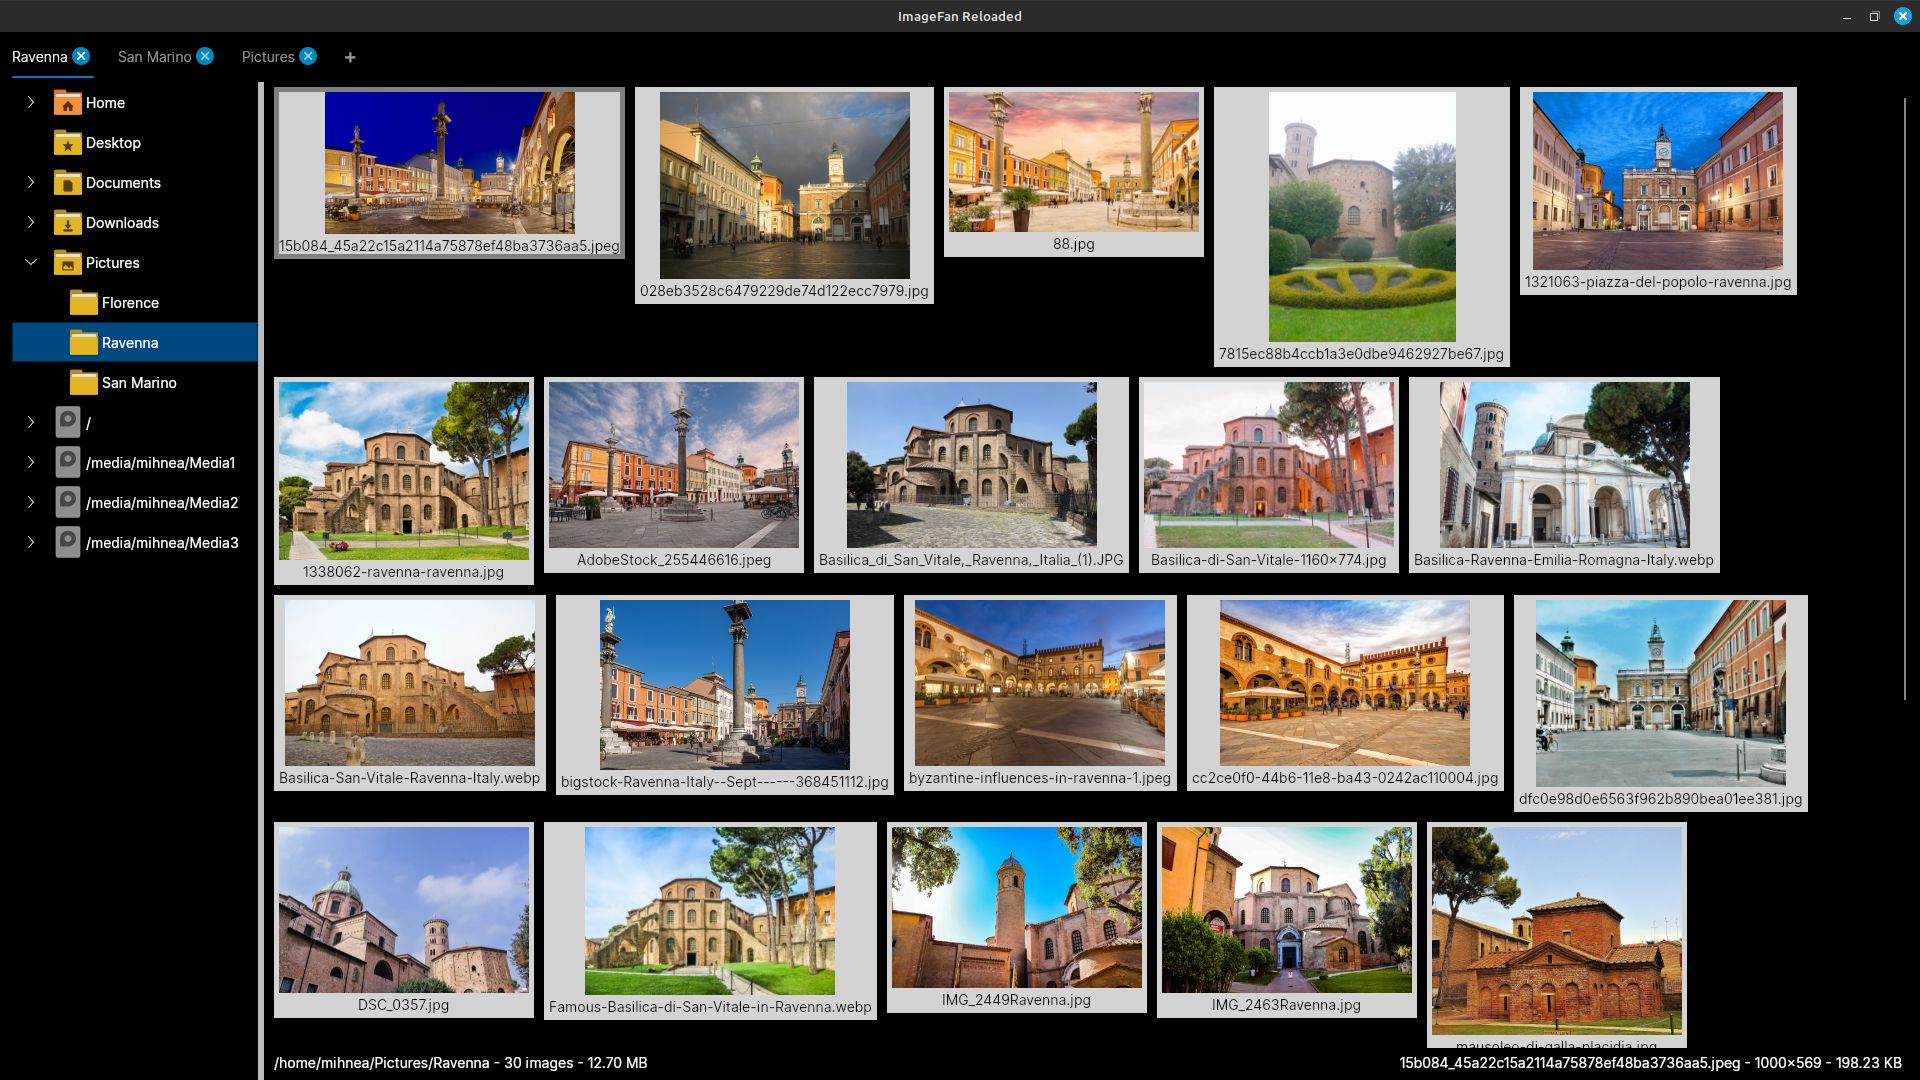 ImageFan Reloaded
Ravenna
San Marino
Pictures
+
Home
Desktop
Documents
Downloads
Pictures
Florence
Ravenna
San Marino
/
/media/mihnea/Media1
/media/mihnea/Media2
/media/mihnea/Media3
15b084_45a22c15a2114a75878ef48ba3736aa5.jpeg
028eb3528c6479229de74d122ecc7979.jpg
88.jpg
7815ec88b4ccb1a3e0dbe9462927be67.jpg
1321063-piazza-del-popolo-ravenna.jpg
1338062-ravenna-ravenna.jpg
AdobeStock_255446616.jpeg
Basilica_di_San_Vitale,_Ravenna,_Italia_(1).JPG
Basilica-di-San-Vitale-1160×774.jpg
Basilica-Ravenna-Emilia-Romagna-Italy.webp
Basilica-San-Vitale-Ravenna-Italy.webp
bigstock-Ravenna-Italy--Sept------368451112.jpg
byzantine-influences-in-ravenna-1.jpeg
cc2ce0f0-44b6-11e8-ba43-0242ac110004.jpg
dfc0e98d0e6563f962b890bea01ee381.jpg
DSC_0357.jpg
Famous-Basilica-di-San-Vitale-in-Ravenna.webp
IMG_2449Ravenna.jpg
IMG_2463Ravenna.jpg
mausoleo-di-galla-placidia.jpg
/home/mihnea/Pictures/Ravenna - 30 images - 12.70 MB
15b084_45a22c15a2114a75878ef48ba3736aa5.jpeg - 1000×569 - 198.23 KB